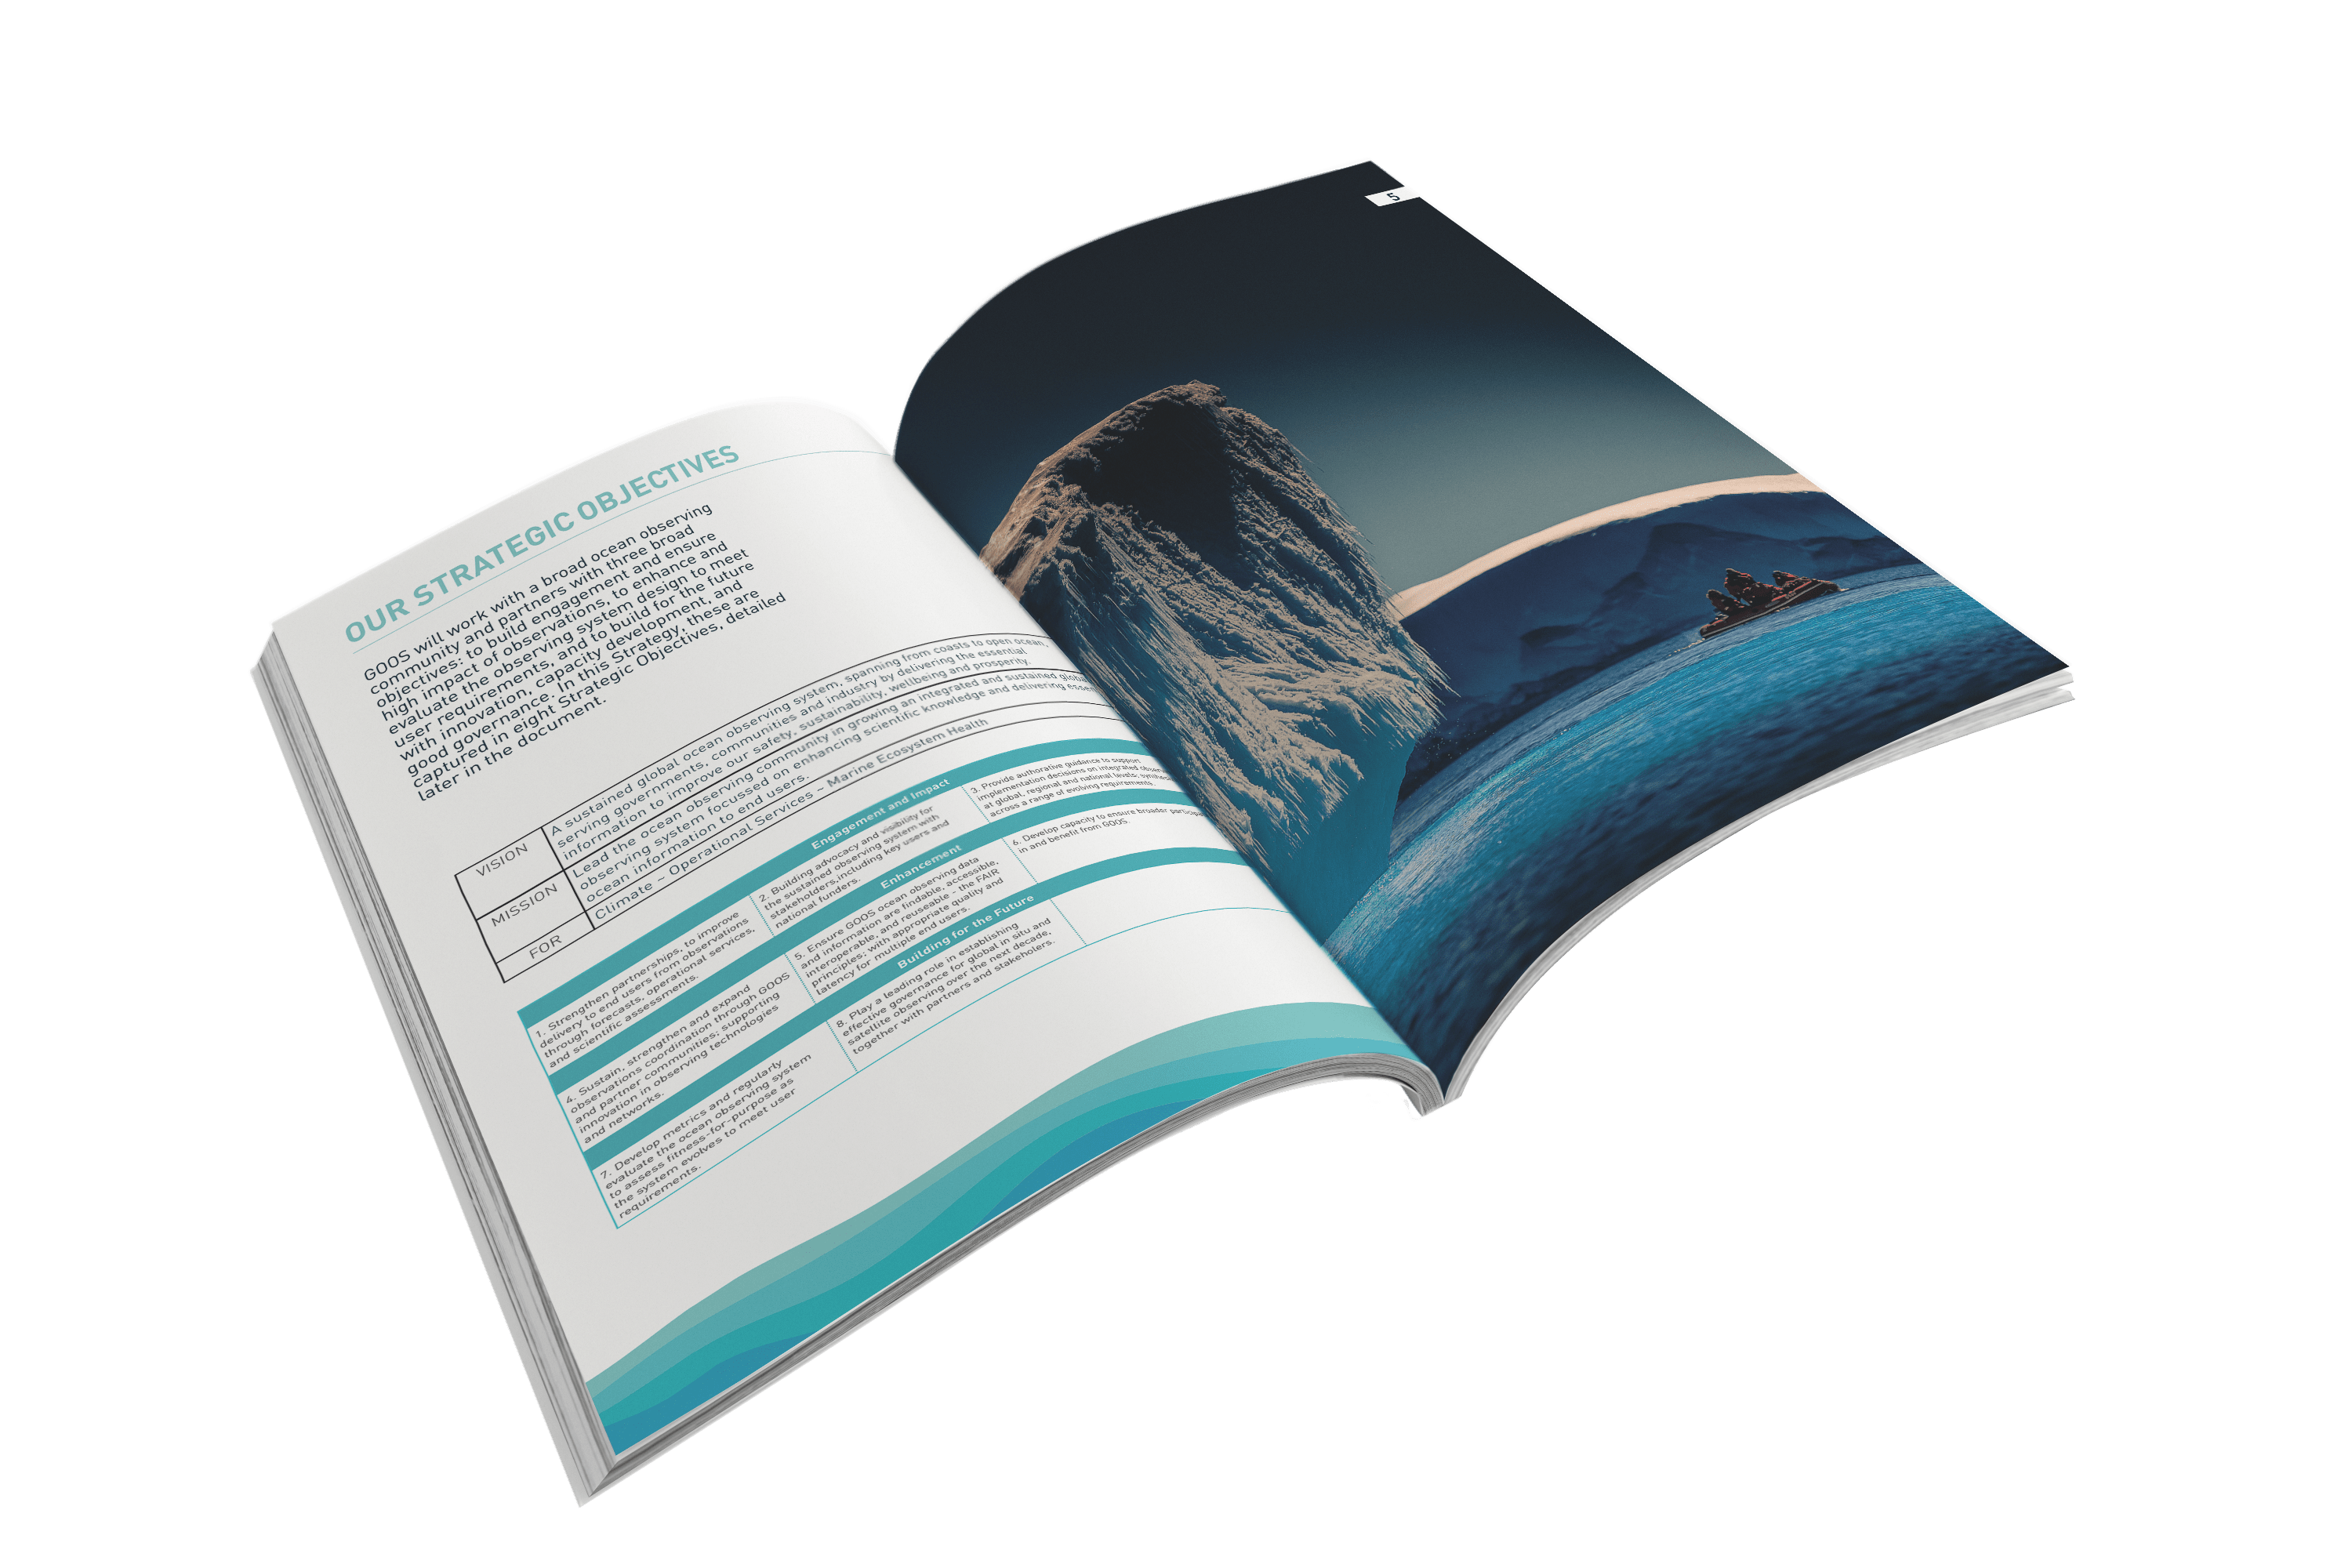 5
OUR STRATEGIC OBJECTIVES
GOOS will work with a broad ocean observing
community and partners with three broad
objectives: to build engagement and ensure
high impact of observations, to enhance and
evaluate the observing system design to meet
user requirements, and to build for the future
with innovation, capacity development, and
good governance. In this Strategy, these are
captured in eight Strategic Objectives, detailed
later in the document.
VISION
A sustained global ocean observing system, spanning from coasts to open ocean,
serving governments, communities and industry by delivering the essential
information to improve our safety, sustainability, wellbeing and prosperity.
MISSION
Lead the ocean observing community in growing an integrated and sustained global
observing system focussed on enhancing scientific knowledge and delivering
ocean information to end users.
FOR
Climate – Operational Services – Marine Ecosystem Health
Engagement and Impact
1. Strengthen partnerships, to improve
delivery to end users from observations
through forecasts, operational services,
and scientific assessments.
2. Building advocacy and visibility for
the sustained observing system with
stakeholders, including key users and
national funders.
3. Provide authorative guidance to support
implementation decisions on integrated
at global, regional and national levels;
across a range of evolving requirements.
Enhancement
4. Sustain, strengthen and expand
observations coordination through GOOS
and partner communities; supporting
innovation in observing technologies
and networks.
5. Ensure GOOS ocean observing data
and information are findable, accessible,
interoperable, and reuseable - the FAIR
principles; with appropriate quality and
latency for multiple end users.
6. Develop capacity to ensure broader
in and benefit from GOOS.
Building for the Future
7. Develop metrics and regularly
evaluate the ocean observing system
to assess fitness-for-purpose as
the system evolves to meet user
requirements.
8. Play a leading role in establishing
effective governance for global in situ and
satellite observing over the next decade,
together with partners and stakeholers.